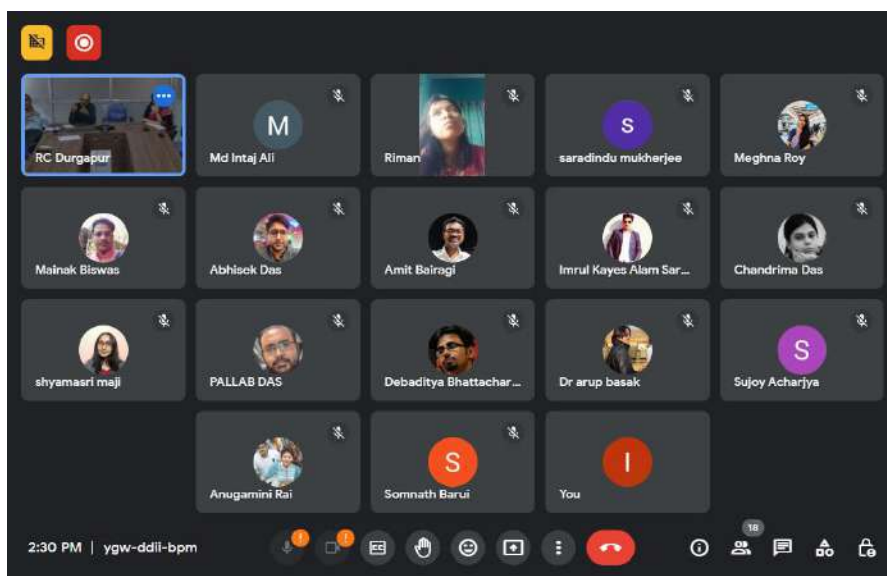 RC Durgapur
M
Md Intaj Ali
Riman
S
saradindu mukherjee
Meghna Roy
Mainak Biswas
Abhisek Das
Amit Bairagi
Imrul Kayes Alam Sar...
Chandrima Das
shyamasri maji
PALLAB DAS
Debaditya Bhattachar...
Dr arup basak
S
Sujoy Acharjya
Anugamini Rai
S
Somnath Barui
I
You
2:30 PM | ygw-ddii-bpm
CC
18